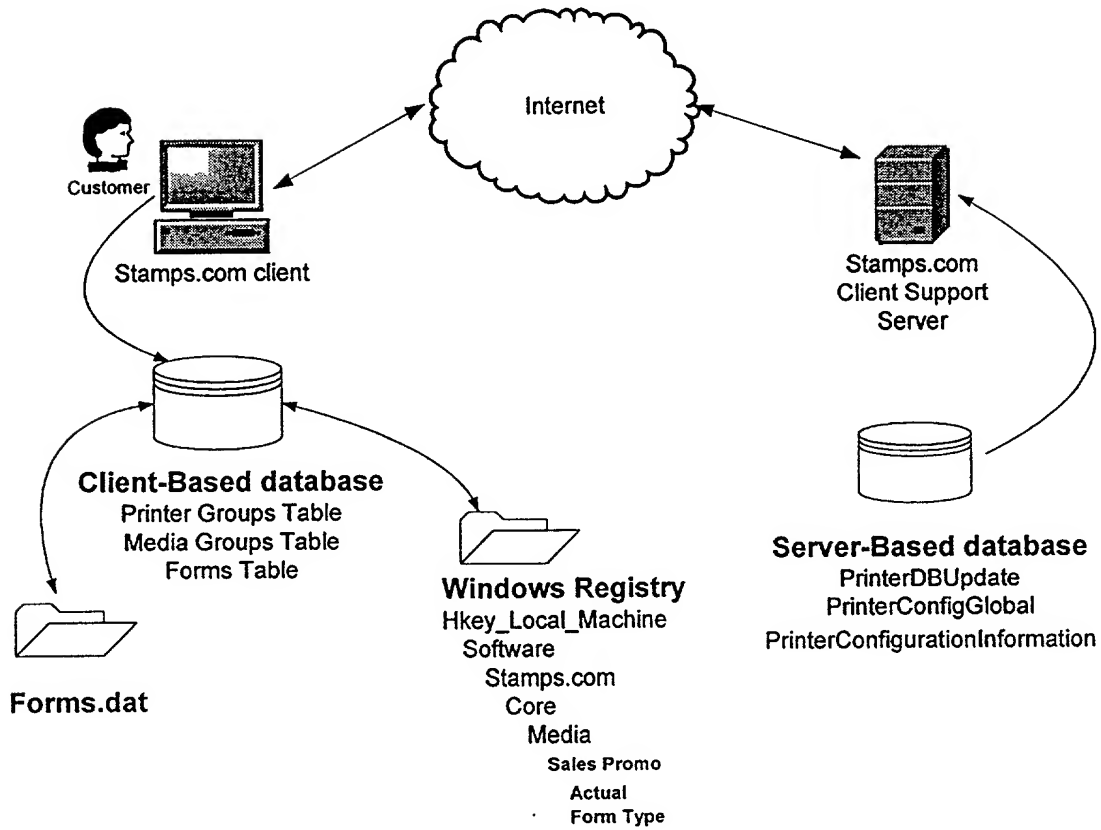 Internet
Customer
Stamps.com client
Stamps.com
Client Support
Server
Client-Based database
Printer Groups Table
Media Groups Table
Forms Table
Forms.dat
Windows Registry
Hkey_Local_Machine
Software
Stamps.com
Core
Media
Sales Promo
Actual
Form Type
Server-Based database
PrinterDBUpdate
PrinterConfigGlobal
PrinterConfigurationInformation